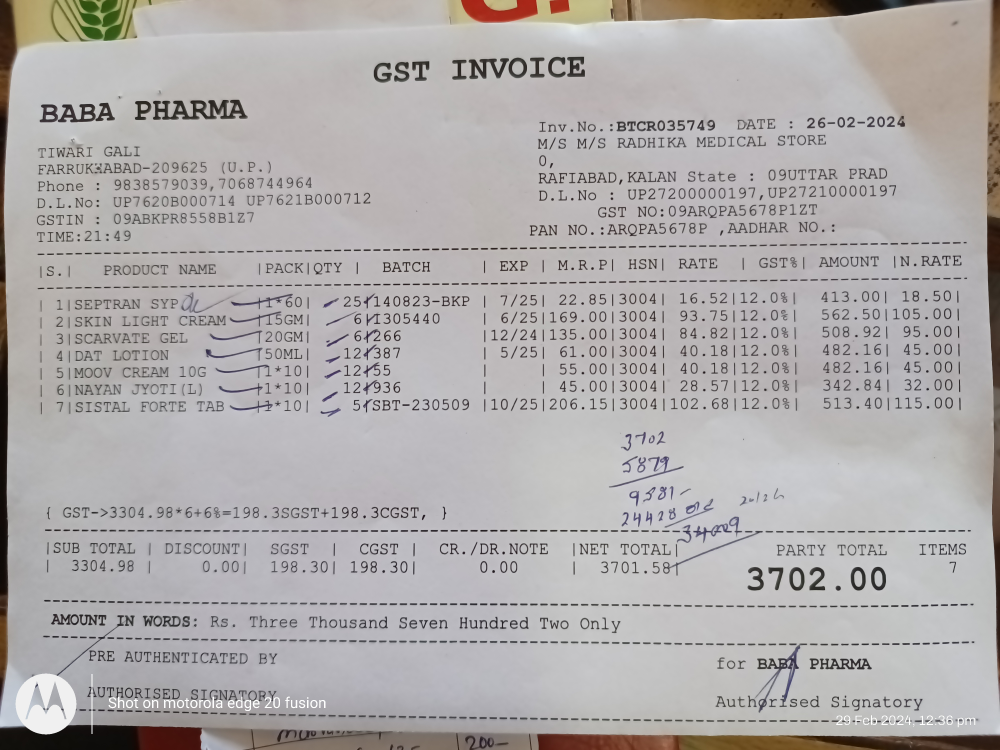 G.
GST INVOICE
BABA PHARMA
TIWARI GALI
FARRUKHABAD-209625 (U.P.)
Phone : 9838579039,7068744964
D.L.No: UP7620B000714 UP7621B000712
GSTIN : 09ABKPR8558B1Z7
TIME:21:49
Inv.No.:BTCR035749 DATE : 26-02-2024
M/S M/S RADHIKA MEDICAL STORE
0,
RAFIABAD,KALAN State : 09UTTAR PRAD
D.L.No : UP27200000197,UP27210000197
GST NO:09ARQPA5678P1ZT
PAN NO.:ARQPA5678P ,AADHAR NO.:
|S.| PRODUCT NAME |PACK|QTY | BATCH | EXP | M.R.P| HSN| RATE | GST%| AMOUNT |N.RATE
| 1|SEPTRAN SYP |1*60| 25|140823-BKP | 7/25| 22.85|3004| 16.52|12.0%| 413.00| 18.50|
| 2|SKIN LIGHT CREAM |15GM| 6|I305440 | 6/25|169.00|3004| 93.75|12.0%| 562.50|105.00|
| 3|SCARVATE GEL |20GM| 6|266 |12/24|135.00|3004| 84.82|12.0%| 508.92| 95.00|
| 4|DAT LOTION |50ML| 12|387 | 5/25| 61.00|3004| 40.18|12.0%| 482.16| 45.00|
| 5|MOOV CREAM 10G |1*10| 12|55 | | 55.00|3004| 40.18|12.0%| 482.16| 45.00|
| 6|NAYAN JYOTI(L) |1*10| 12|936 | | 45.00|3004| 28.57|12.0%| 342.84| 32.00|
| 7|SISTAL FORTE TAB |1*10| 5|SBT-230509 |10/25|206.15|3004|102.68|12.0%| 513.40|115.00|
3702
5879
9581-
24428
34009
{ GST->3304.98*6+6%=198.3SGST+198.3CGST, }
|SUB TOTAL | DISCOUNT| SGST | CGST | CR./DR.NOTE |NET TOTAL| PARTY TOTAL ITEMS
| 3304.98 | 0.00| 198.30| 198.30| 0.00 | 3701.58| 3702.00 7
AMOUNT IN WORDS: Rs. Three Thousand Seven Hundred Two Only
PRE AUTHENTICATED BY
for BABA PHARMA
AUTHORISED SIGNATORY
Authorised Signatory
Shot on motorola edge 20 fusion
29 Feb 2024, 12:36 pm
200-